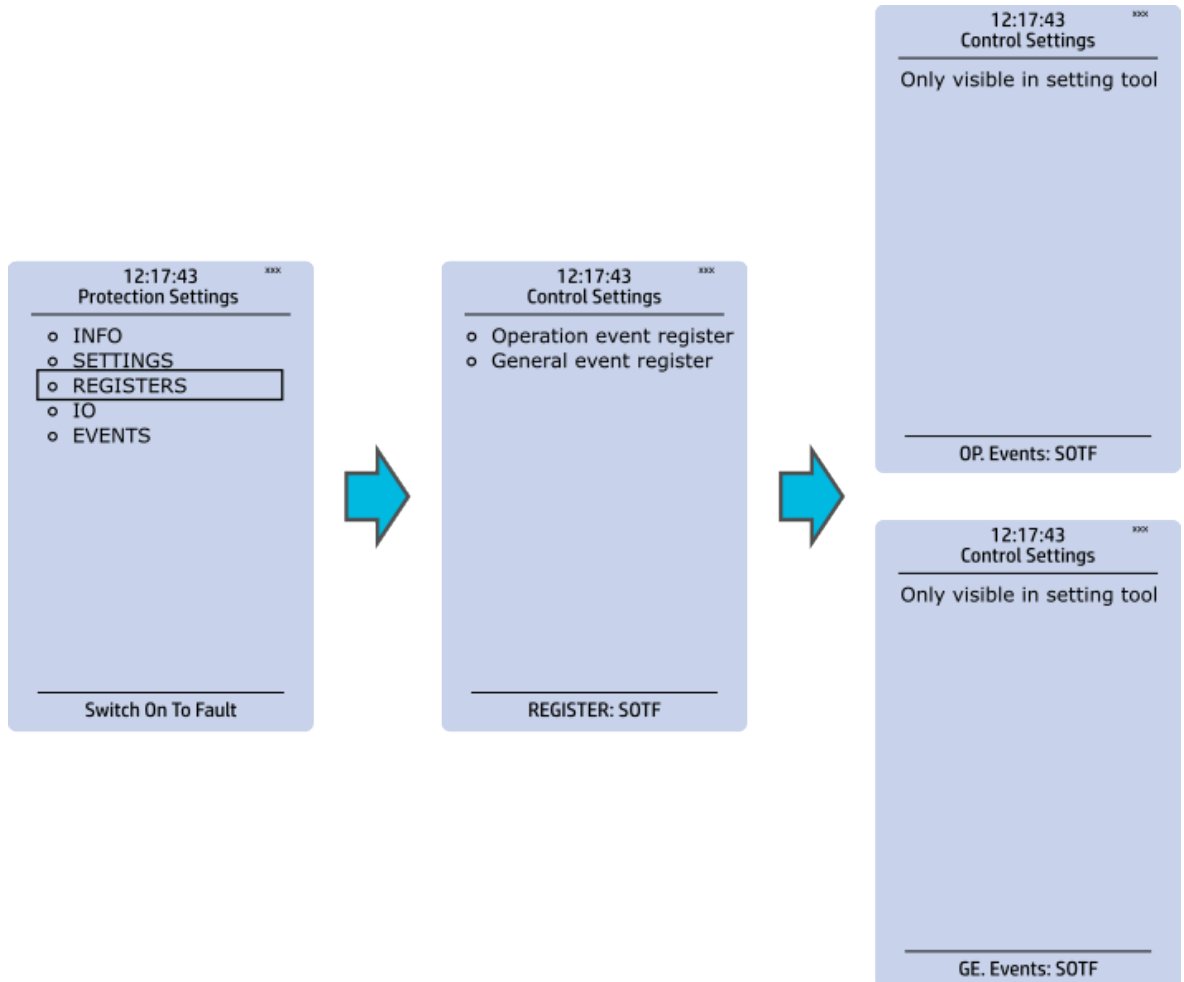 12:17:43 xxx
Protection Settings
INFO
SETTINGS
REGISTERS
IO
EVENTS
Switch On To Fault
12:17:43 xxx
Control Settings
Operation event register
General event register
REGISTER: SOTF
12:17:43 xxx
Control Settings
Only visible in setting tool
OP. Events: SOTF
12:17:43 xxx
Control Settings
Only visible in setting tool
GE. Events: SOTF